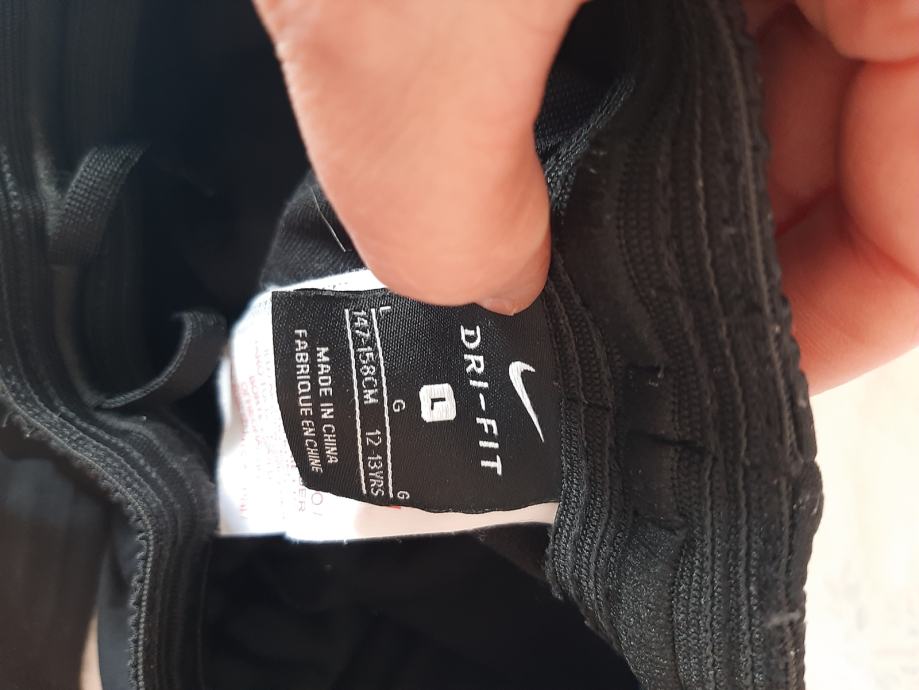 DRI-FIT
L
L G G
147-158CM 12-13YRS
MADE IN CHINA
FABRIQUE EN CHINE